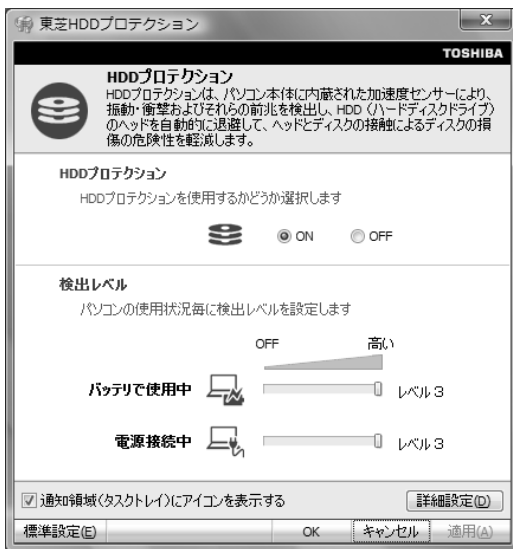 東芝HDDプロテクション
TOSHIBA
HDDプロテクション
HDDプロテクションは、パソコン本体に内蔵された加速度センサーにより、
振動・衝撃およびそれらの前兆を検出し、HDD（ハードディスクドライブ）
のヘッドを自動的に退避して、ヘッドとディスクの接触によるディスクの損
傷の危険性を軽減します。
HDDプロテクション
HDDプロテクションを使用するかどうか選択します
ON OFF
検出レベル
パソコンの使用状況毎に検出レベルを設定します
OFF 高い
バッテリで使用中 レベル 3
電源接続中 レベル 3
通知領域(タスクトレイ)にアイコンを表示する 詳細設定(D)
標準設定(E) OK キャンセル 適用(A)